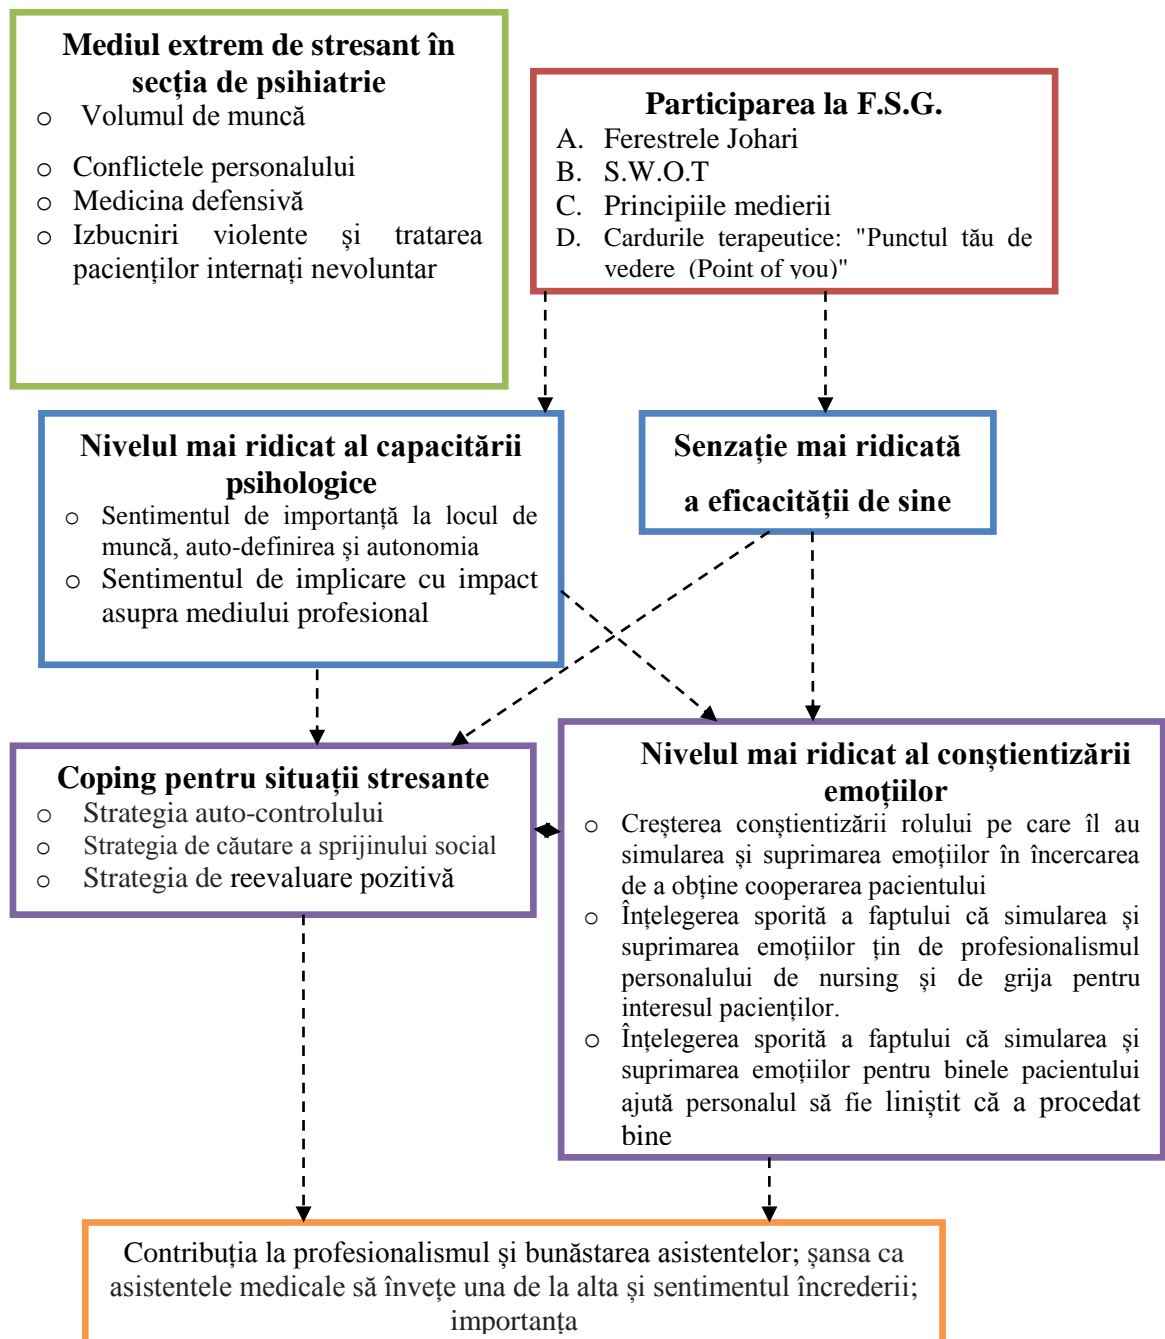 Mediul extrem de stresant în
secția de psihiatrie
o Volumul de muncă
o Conflictele personalului
o Medicina defensivă
o Izbucniri violente și tratarea
pacienților internați nevoluntar
Participarea la F.S.G.
A. Ferestrele Johari
B. S.W.O.T
C. Principiile medierii
D. Cardurile terapeutice: "Punctul tău de
vedere (Point of you)"
Nivelul mai ridicat al capacitării
psihologice
o Sentimentul de importanță la locul de
muncă, auto-definirea și autonomia
o Sentimentul de implicare cu impact
asupra mediului profesional
Senzație mai ridicată
a eficacității de sine
Coping pentru situații stresante
o Strategia auto-controlului
o Strategia de căutare a sprijinului social
o Strategia de reevaluare pozitivă
Nivelul mai ridicat al conștientizării
emoțiilor
o Creșterea conștientizării rolului pe care îl au
simularea și suprimarea emoțiilor în încercarea
de a obține cooperarea pacientului
o Înțelegerea sporită a faptului că simularea și
suprimarea emoțiilor țin de profesionalismul
personalului de nursing și de grija pentru
interesul pacienților.
o Înțelegerea sporită a faptului că simularea și
suprimarea emoțiilor pentru binele pacientului
ajută personalul să fie liniștit că a procedat
bine
Contribuția la profesionalismul și bunăstarea asistentelor; șansa ca
asistentele medicale să învețe una de la alta și sentimentul încrederii;
importanța